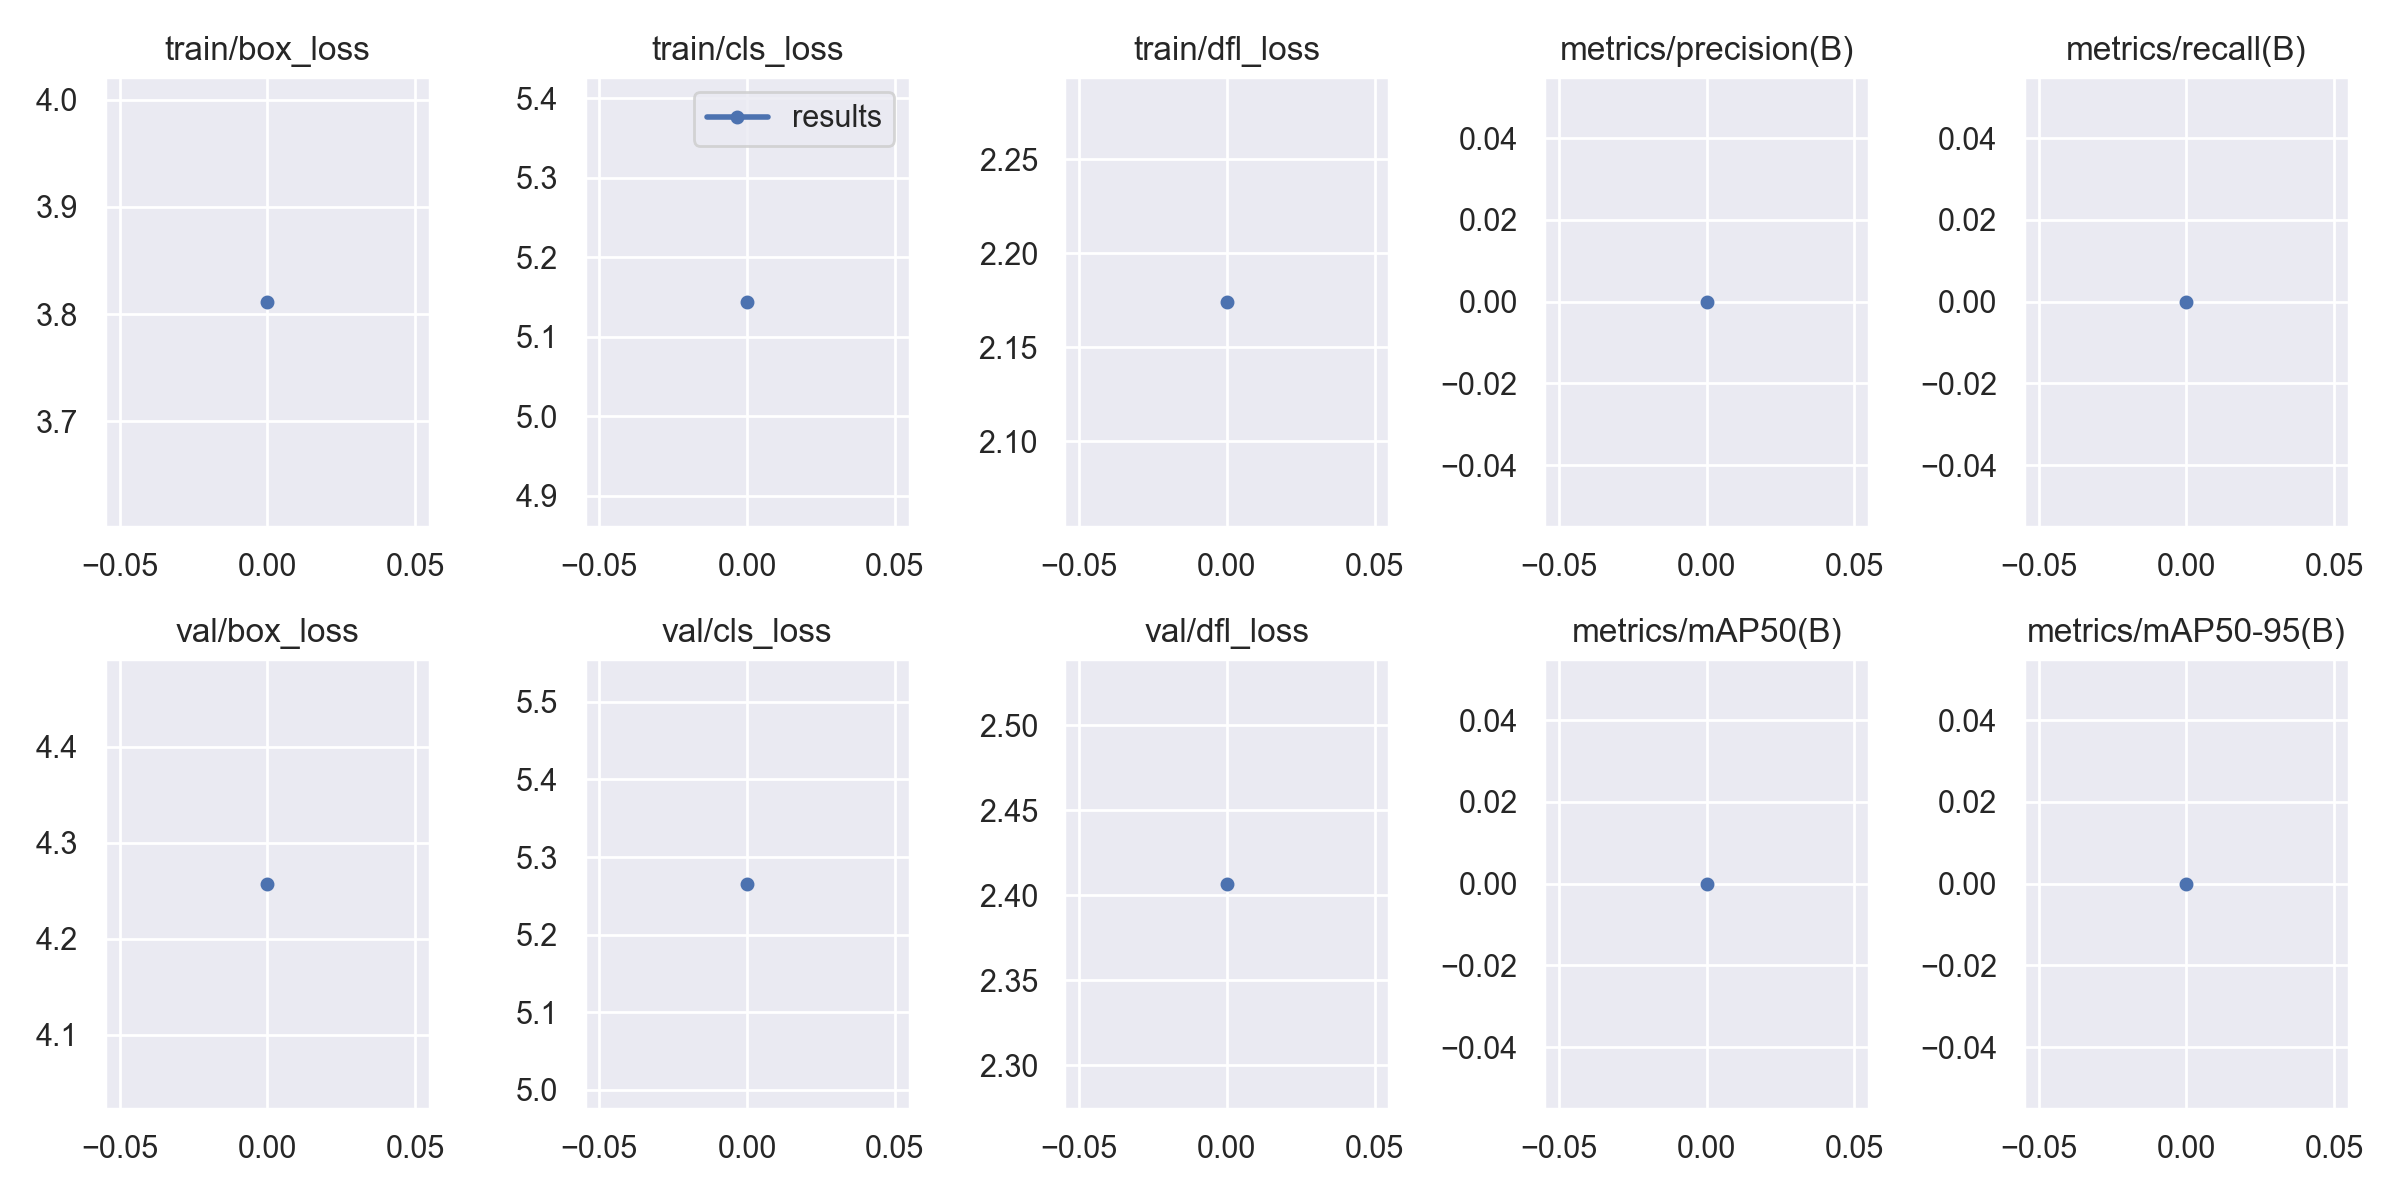 train/box_loss
4.0
3.9
3.8
3.7
−0.05 0.00 0.05
train/cls_loss
results
5.4
5.3
5.2
5.1
5.0
4.9
−0.05 0.00 0.05
train/dfl_loss
2.25
2.20
2.15
2.10
−0.05 0.00 0.05
metrics/precision(B)
0.04
0.02
0.00
−0.02
−0.04
−0.05 0.00 0.05
metrics/recall(B)
0.04
0.02
0.00
−0.02
−0.04
−0.05 0.00 0.05
val/box_loss
4.4
4.3
4.2
4.1
−0.05 0.00 0.05
val/cls_loss
5.5
5.4
5.3
5.2
5.1
5.0
−0.05 0.00 0.05
val/dfl_loss
2.50
2.45
2.40
2.35
2.30
−0.05 0.00 0.05
metrics/mAP50(B)
0.04
0.02
0.00
−0.02
−0.04
−0.05 0.00 0.05
metrics/mAP50-95(B)
0.04
0.02
0.00
−0.02
−0.04
−0.05 0.00 0.05